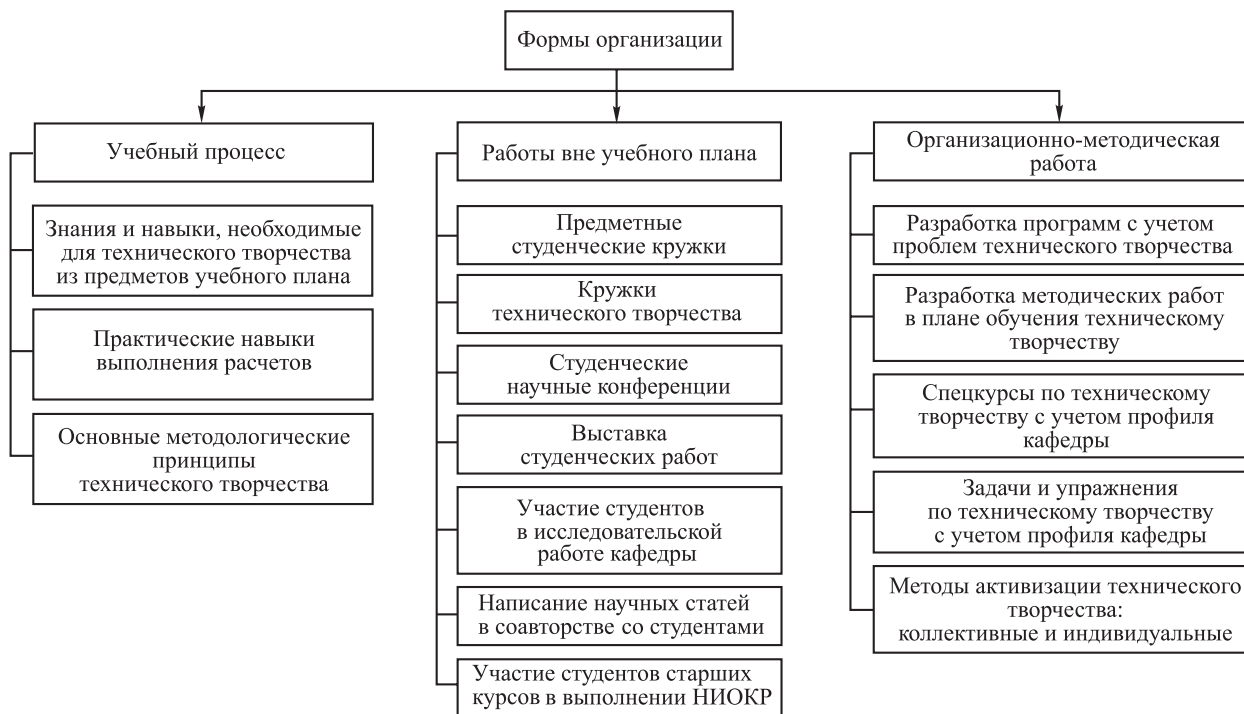 Формы организации
Учебный процесс
Знания и навыки, необходимые
для технического творчества
из предметов учебного плана
Практические навыки
выполнения расчетов
Основные методологические
принципы
технического творчества
Работы вне учебного плана
Предметные
студенческие кружки
Кружки
технического творчества
Студенческие
научные конференции
Выставка
студенческих работ
Участие студентов
в исследовательской
работе кафедры
Написание научных статей
в соавторстве со студентами
Участие студентов старших
курсов в выполнении НИОКР
Организационно-методическая
работа
Разработка программ с учетом
проблем технического творчества
Разработка методических работ
в плане обучения техническому
творчеству
Спецкурсы по техническому
творчеству с учетом профиля
кафедры
Задачи и упражнения
по техническому творчеству
с учетом профиля кафедры
Методы активизации технического
творчества:
коллективные и индивидуальные